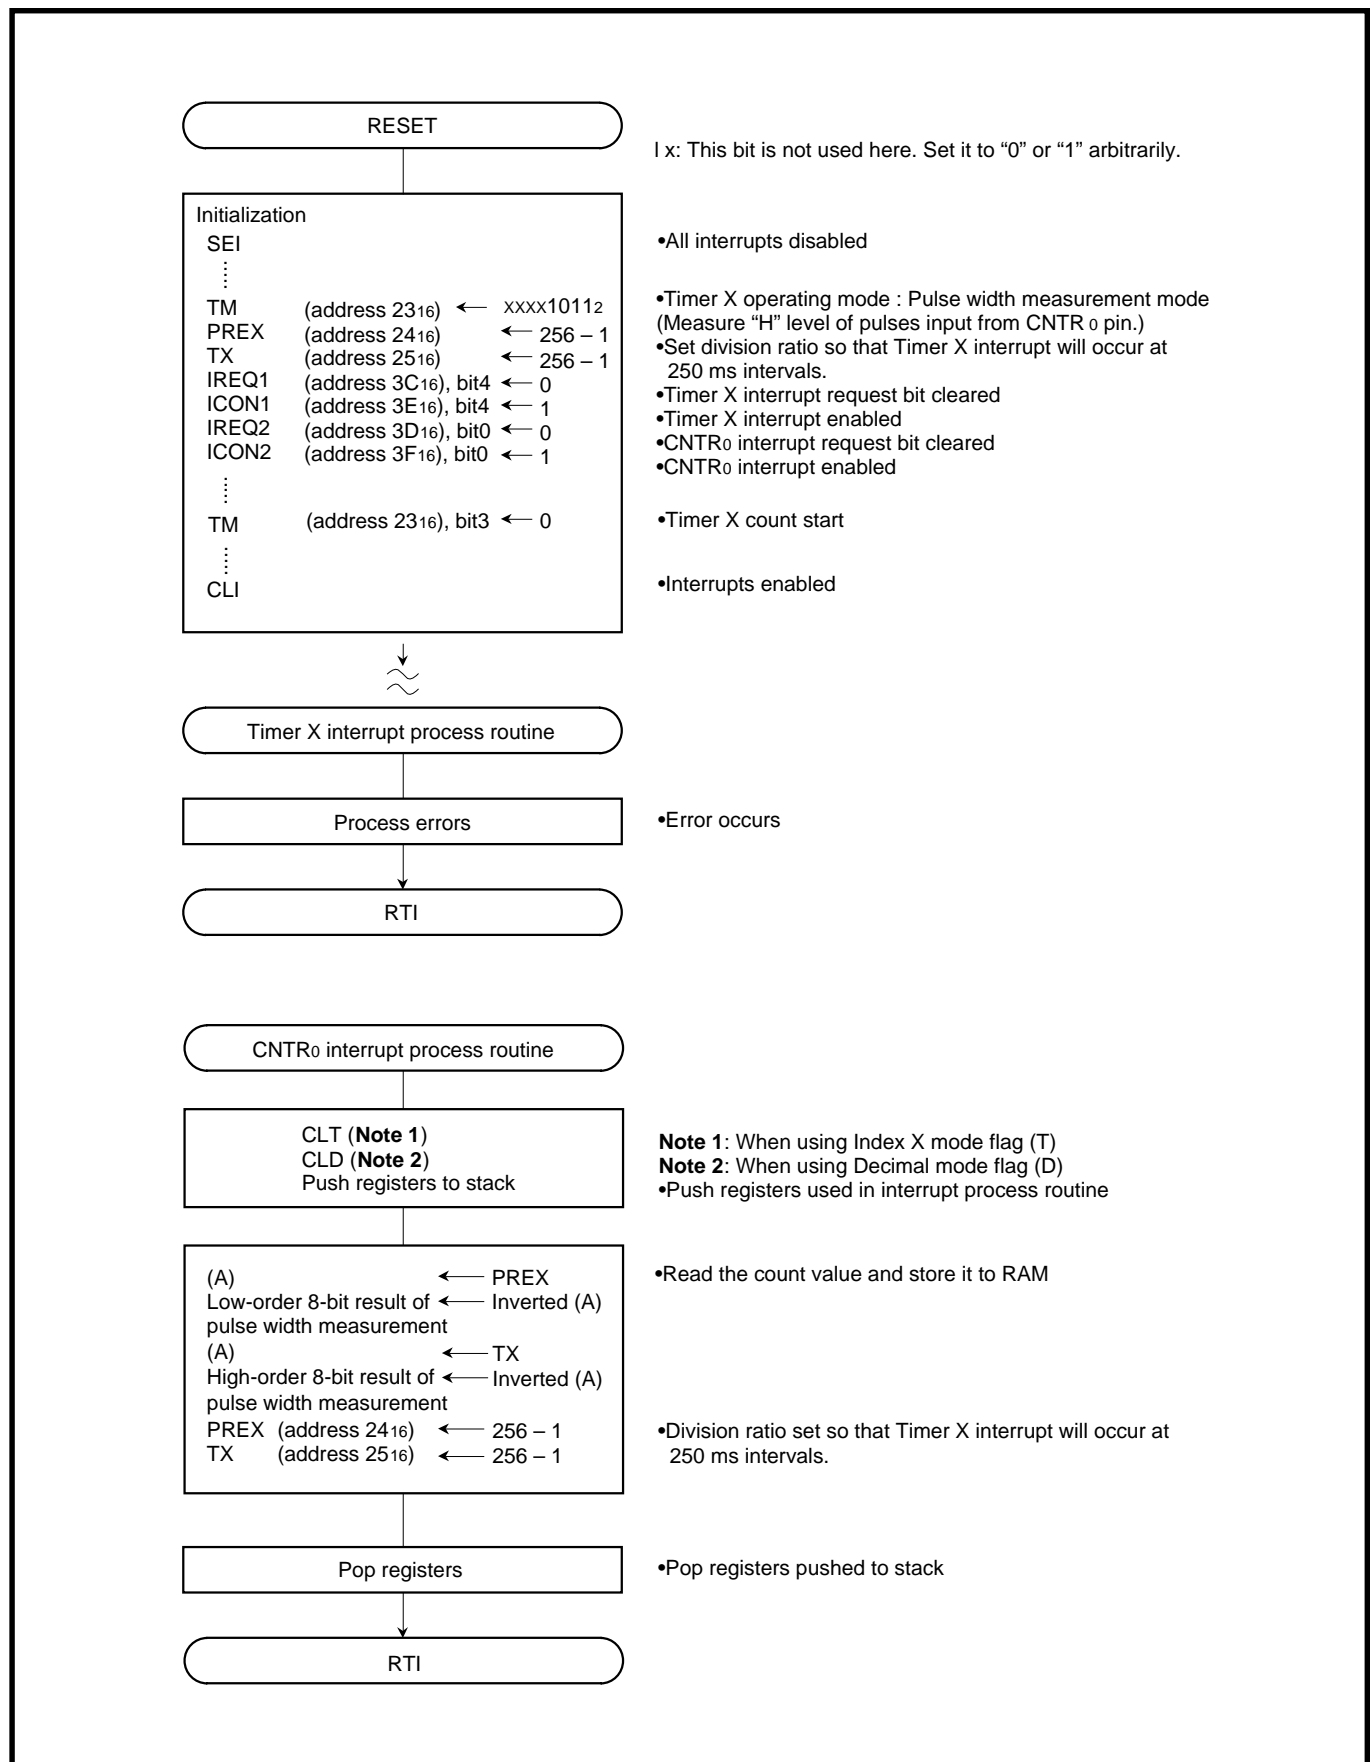 RESET
l x: This bit is not used here. Set it to “0” or “1” arbitrarily.
Initialization
SEI
•All interrupts disabled
TM (address 2316) ← XXXX10112
•Timer X operating mode : Pulse width measurement mode
(Measure “H” level of pulses input from CNTR 0 pin.)
PREX (address 2416) ← 256 – 1
•Set division ratio so that Timer X interrupt will occur at
250 ms intervals.
TX (address 2516) ← 256 – 1
IREQ1 (address 3C16), bit4 ← 0
•Timer X interrupt request bit cleared
ICON1 (address 3E16), bit4 ← 1
•Timer X interrupt enabled
IREQ2 (address 3D16), bit0 ← 0
•CNTR0 interrupt request bit cleared
ICON2 (address 3F16), bit0 ← 1
•CNTR0 interrupt enabled
TM (address 2316), bit3 ← 0
•Timer X count start
CLI
•Interrupts enabled
Timer X interrupt process routine
Process errors
•Error occurs
RTI
CNTR0 interrupt process routine
CLT (Note 1)
CLD (Note 2)
Push registers to stack
Note 1: When using Index X mode flag (T)
Note 2: When using Decimal mode flag (D)
•Push registers used in interrupt process routine
(A) ← PREX
•Read the count value and store it to RAM
Low-order 8-bit result of ← Inverted (A)
pulse width measurement
(A) ← TX
High-order 8-bit result of ← Inverted (A)
pulse width measurement
PREX (address 2416) ← 256 – 1
TX (address 2516) ← 256 – 1
•Division ratio set so that Timer X interrupt will occur at
250 ms intervals.
Pop registers
•Pop registers pushed to stack
RTI